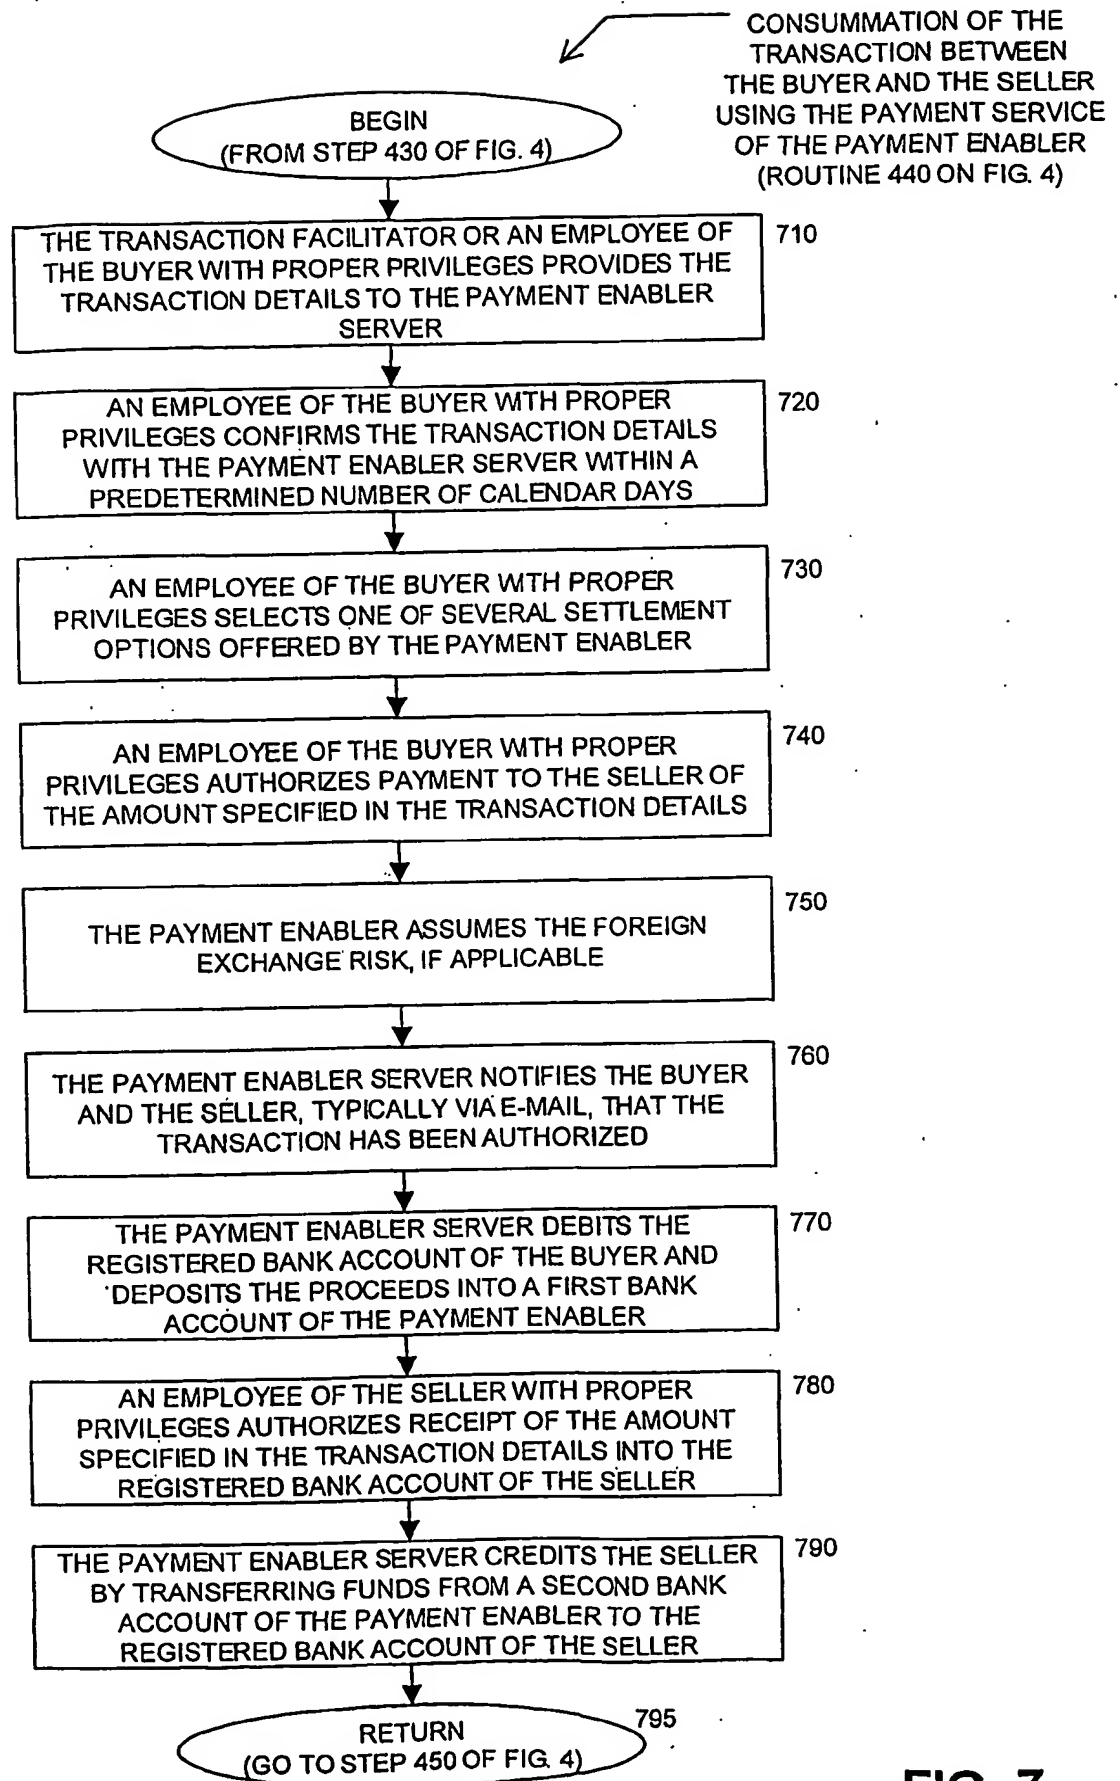 CONSUMMATION OF THE
TRANSACTION BETWEEN
THE BUYER AND THE SELLER
USING THE PAYMENT SERVICE
OF THE PAYMENT ENABLER
(ROUTINE 440 ON FIG. 4)
BEGIN
(FROM STEP 430 OF FIG. 4)
710
THE TRANSACTION FACILITATOR OR AN EMPLOYEE OF
THE BUYER WITH PROPER PRIVILEGES PROVIDES THE
TRANSACTION DETAILS TO THE PAYMENT ENABLER
SERVER
720
AN EMPLOYEE OF THE BUYER WITH PROPER
PRIVILEGES CONFIRMS THE TRANSACTION DETAILS
WITH THE PAYMENT ENABLER SERVER WITHIN A
PREDETERMINED NUMBER OF CALENDAR DAYS
730
AN EMPLOYEE OF THE BUYER WITH PROPER
PRIVILEGES SELECTS ONE OF SEVERAL SETTLEMENT
OPTIONS OFFERED BY THE PAYMENT ENABLER
740
AN EMPLOYEE OF THE BUYER WITH PROPER
PRIVILEGES AUTHORIZES PAYMENT TO THE SELLER OF
THE AMOUNT SPECIFIED IN THE TRANSACTION DETAILS
750
THE PAYMENT ENABLER ASSUMES THE FOREIGN
EXCHANGE RISK, IF APPLICABLE
760
THE PAYMENT ENABLER SERVER NOTIFIES THE BUYER
AND THE SELLER, TYPICALLY VIA E-MAIL, THAT THE
TRANSACTION HAS BEEN AUTHORIZED
770
THE PAYMENT ENABLER SERVER DEBITS THE
REGISTERED BANK ACCOUNT OF THE BUYER AND
DEPOSITS THE PROCEEDS INTO A FIRST BANK
ACCOUNT OF THE PAYMENT ENABLER
780
AN EMPLOYEE OF THE SELLER WITH PROPER
PRIVILEGES AUTHORIZES RECEIPT OF THE AMOUNT
SPECIFIED IN THE TRANSACTION DETAILS INTO THE
REGISTERED BANK ACCOUNT OF THE SELLER
790
THE PAYMENT ENABLER SERVER CREDITS THE SELLER
BY TRANSFERRING FUNDS FROM A SECOND BANK
ACCOUNT OF THE PAYMENT ENABLER TO THE
REGISTERED BANK ACCOUNT OF THE SELLER
795
RETURN
(GO TO STEP 450 OF FIG. 4)